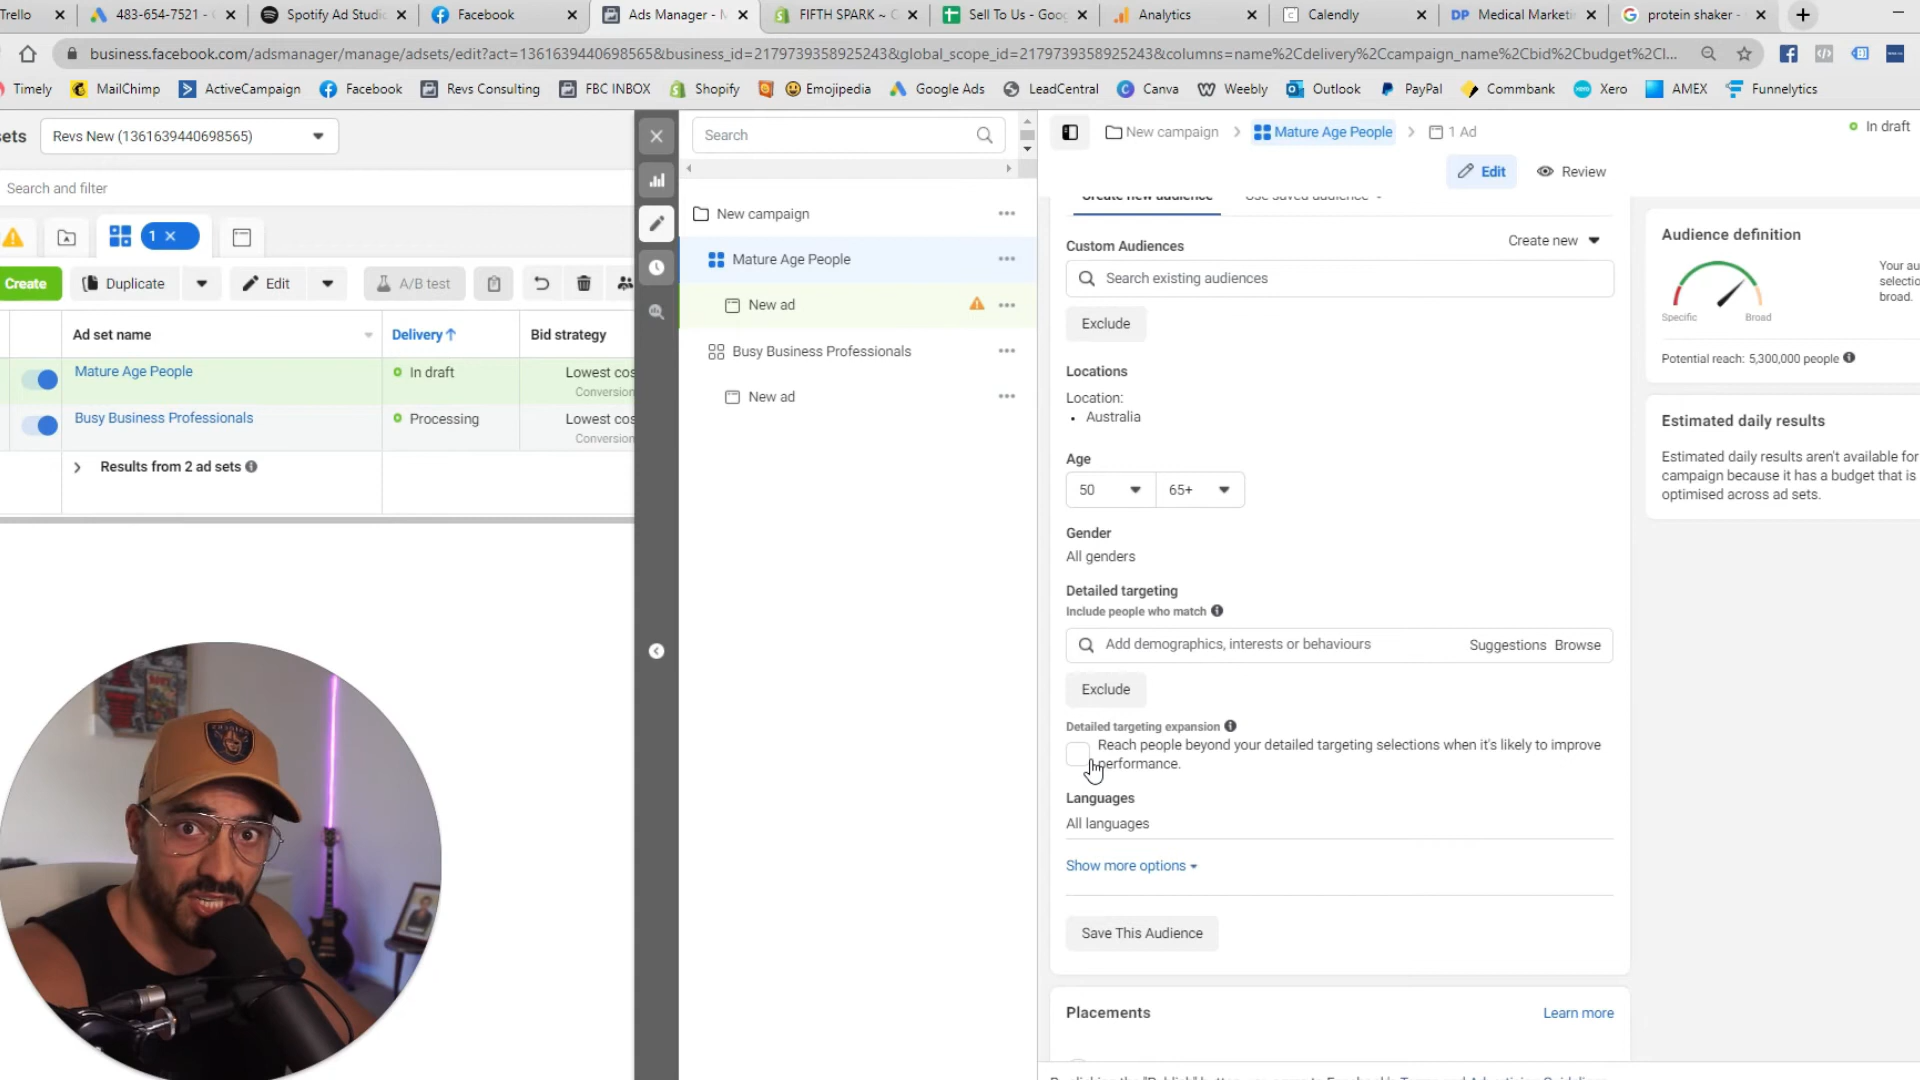 Trello
483-654-7521 -
Spotify Ad Studi
Facebook
Ads Manager - M
FIFTH SPARK ~ G
Sell To Us - Goog
Analytics
Calendly
DP Medical Marketi
protein shaker -
business.facebook.com/adsmanager/manage/adsets/edit?act=1361639440698565&business_id=2179739358925243&global_scope_id=2179739358925243&columns=name%2Cdelivery%2Ccampaign_name%2Cbid%2Cbudget%2Cl...
Timely
MailChimp
ActiveCampaign
Facebook
Revs Consulting
FBC INBOX
Shopify
Emojipedia
Google Ads
LeadCentral
Canva
Weebly
Outlook
PayPal
Commbank
Xero
AMEX
Funnelytics
sets
Revs New (1361639440698565)
Search and filter
1
Create
Duplicate
Edit
A/B test
Ad set name
Delivery
Bid strategy
Mature Age People
In draft
Lowest cos
Conversion
Busy Business Professionals
Processing
Lowest cos
Conversion
Results from 2 ad sets
Search
New campaign
Mature Age People
New ad
Busy Business Professionals
New ad
New campaign
Mature Age People
1 Ad
In draft
Edit
Review
Create new audience
Use saved audience
Custom Audiences
Create new
Search existing audiences
Exclude
Locations
Location:
Australia
Age
50
65+
Gender
All genders
Detailed targeting
Include people who match
Add demographics, interests or behaviours
Suggestions
Browse
Exclude
Detailed targeting expansion
Reach people beyond your detailed targeting selections when it's likely to improve
performance.
Languages
All languages
Show more options
Save This Audience
Placements
Learn more
Audience definition
Specific
Broad
Your au
selectio
broad.
Potential reach: 5,300,000 people
Estimated daily results
Estimated daily results aren't available for
campaign because it has a budget that is
optimised across ad sets.